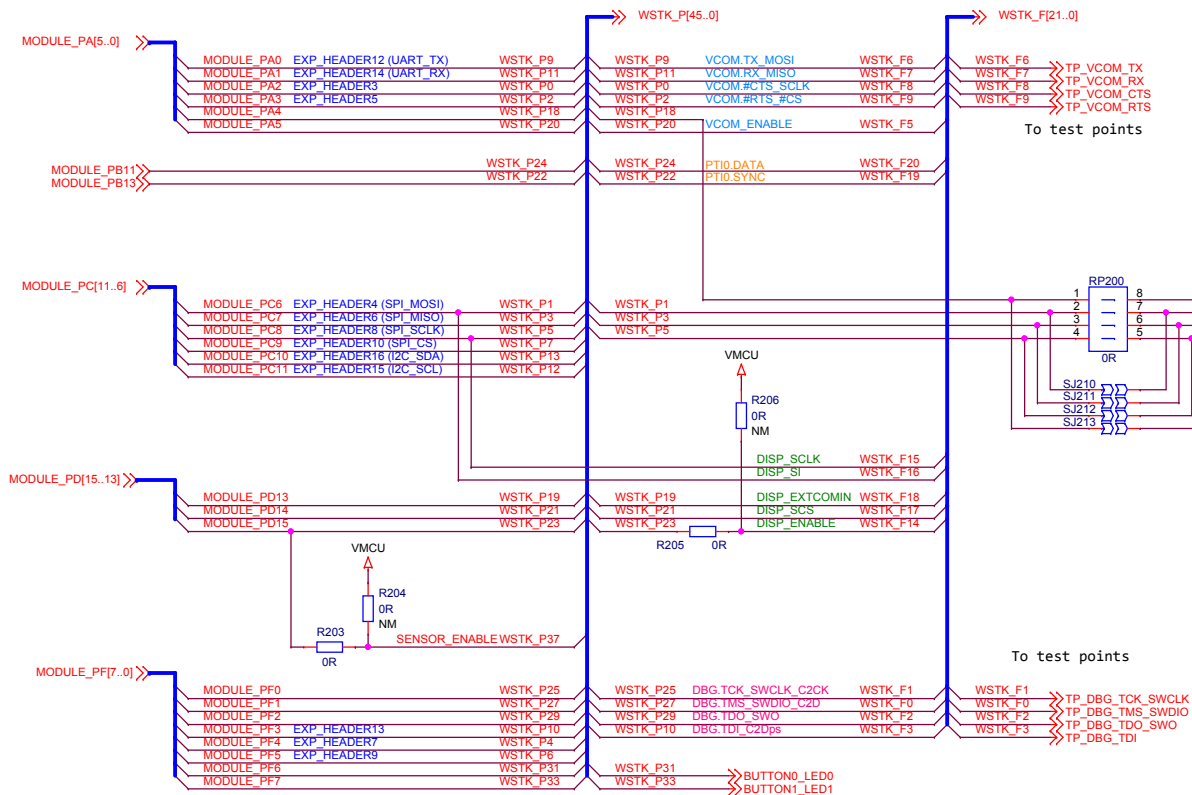 WSTK_P[45..0] WSTK_F[21..0]
MODULE_PA[5..0]
MODULE_PA0 EXP_HEADER12 (UART_TX) WSTK_P9 WSTK_P9 VCOM.TX_MOSI WSTK_F6 WSTK_F6 TP_VCOM_TX
MODULE_PA1 EXP_HEADER14 (UART_RX) WSTK_P11 WSTK_P11 VCOM.RX_MISO WSTK_F7 WSTK_F7 TP_VCOM_RX
MODULE_PA2 EXP_HEADER3 WSTK_P0 WSTK_P0 VCOM.#CTS_SCLK WSTK_F8 WSTK_F8 TP_VCOM_CTS
MODULE_PA3 EXP_HEADER5 WSTK_P2 WSTK_P2 VCOM.#RTS_#CS WSTK_F9 WSTK_F9 TP_VCOM_RTS
MODULE_PA4 WSTK_P18 WSTK_P18
MODULE_PA5 WSTK_P20 WSTK_P20 VCOM_ENABLE WSTK_F5
To test points
MODULE_PB11 WSTK_P24 WSTK_P24 PTI0.DATA WSTK_F20
MODULE_PB13 WSTK_P22 WSTK_P22 PTI0.SYNC WSTK_F19
MODULE_PC[11..6]
RP200
1 8
2 7
3 6
4 5
0R
MODULE_PC6 EXP_HEADER4 (SPI_MOSI) WSTK_P1 WSTK_P1
MODULE_PC7 EXP_HEADER6 (SPI_MISO) WSTK_P3 WSTK_P3
MODULE_PC8 EXP_HEADER8 (SPI_SCLK) WSTK_P5 WSTK_P5
MODULE_PC9 EXP_HEADER10 (SPI_CS) WSTK_P7
MODULE_PC10 EXP_HEADER16 (I2C_SDA) WSTK_P13
MODULE_PC11 EXP_HEADER15 (I2C_SCL) WSTK_P12
VMCU
R206
0R
NM
SJ210
SJ211
SJ212
SJ213
DISP_SCLK WSTK_F15
DISP_SI WSTK_F16
MODULE_PD[15..13]
MODULE_PD13 WSTK_P19 WSTK_P19 DISP_EXTCOMIN WSTK_F18
MODULE_PD14 WSTK_P21 WSTK_P21 DISP_SCS WSTK_F17
MODULE_PD15 WSTK_P23 WSTK_P23 DISP_ENABLE WSTK_F14
R205 0R
VMCU
R204
0R
NM
R203
0R
SENSOR_ENABLE WSTK_P37
To test points
MODULE_PF[7..0]
MODULE_PF0 WSTK_P25 WSTK_P25 DBG.TCK_SWCLK_C2CK WSTK_F1 WSTK_F1 TP_DBG_TCK_SWCLK
MODULE_PF1 WSTK_P27 WSTK_P27 DBG.TMS_SWDIO_C2D WSTK_F0 WSTK_F0 TP_DBG_TMS_SWDIO
MODULE_PF2 WSTK_P29 WSTK_P29 DBG.TDO_SWO WSTK_F2 WSTK_F2 TP_DBG_TDO_SWO
MODULE_PF3 EXP_HEADER13 WSTK_P10 WSTK_P10 DBG.TDI_C2Dps WSTK_F3 WSTK_F3 TP_DBG_TDI
MODULE_PF4 EXP_HEADER7 WSTK_P4
MODULE_PF5 EXP_HEADER9 WSTK_P6
MODULE_PF6 WSTK_P31 WSTK_P31 BUTTON0_LED0
MODULE_PF7 WSTK_P33 WSTK_P33 BUTTON1_LED1